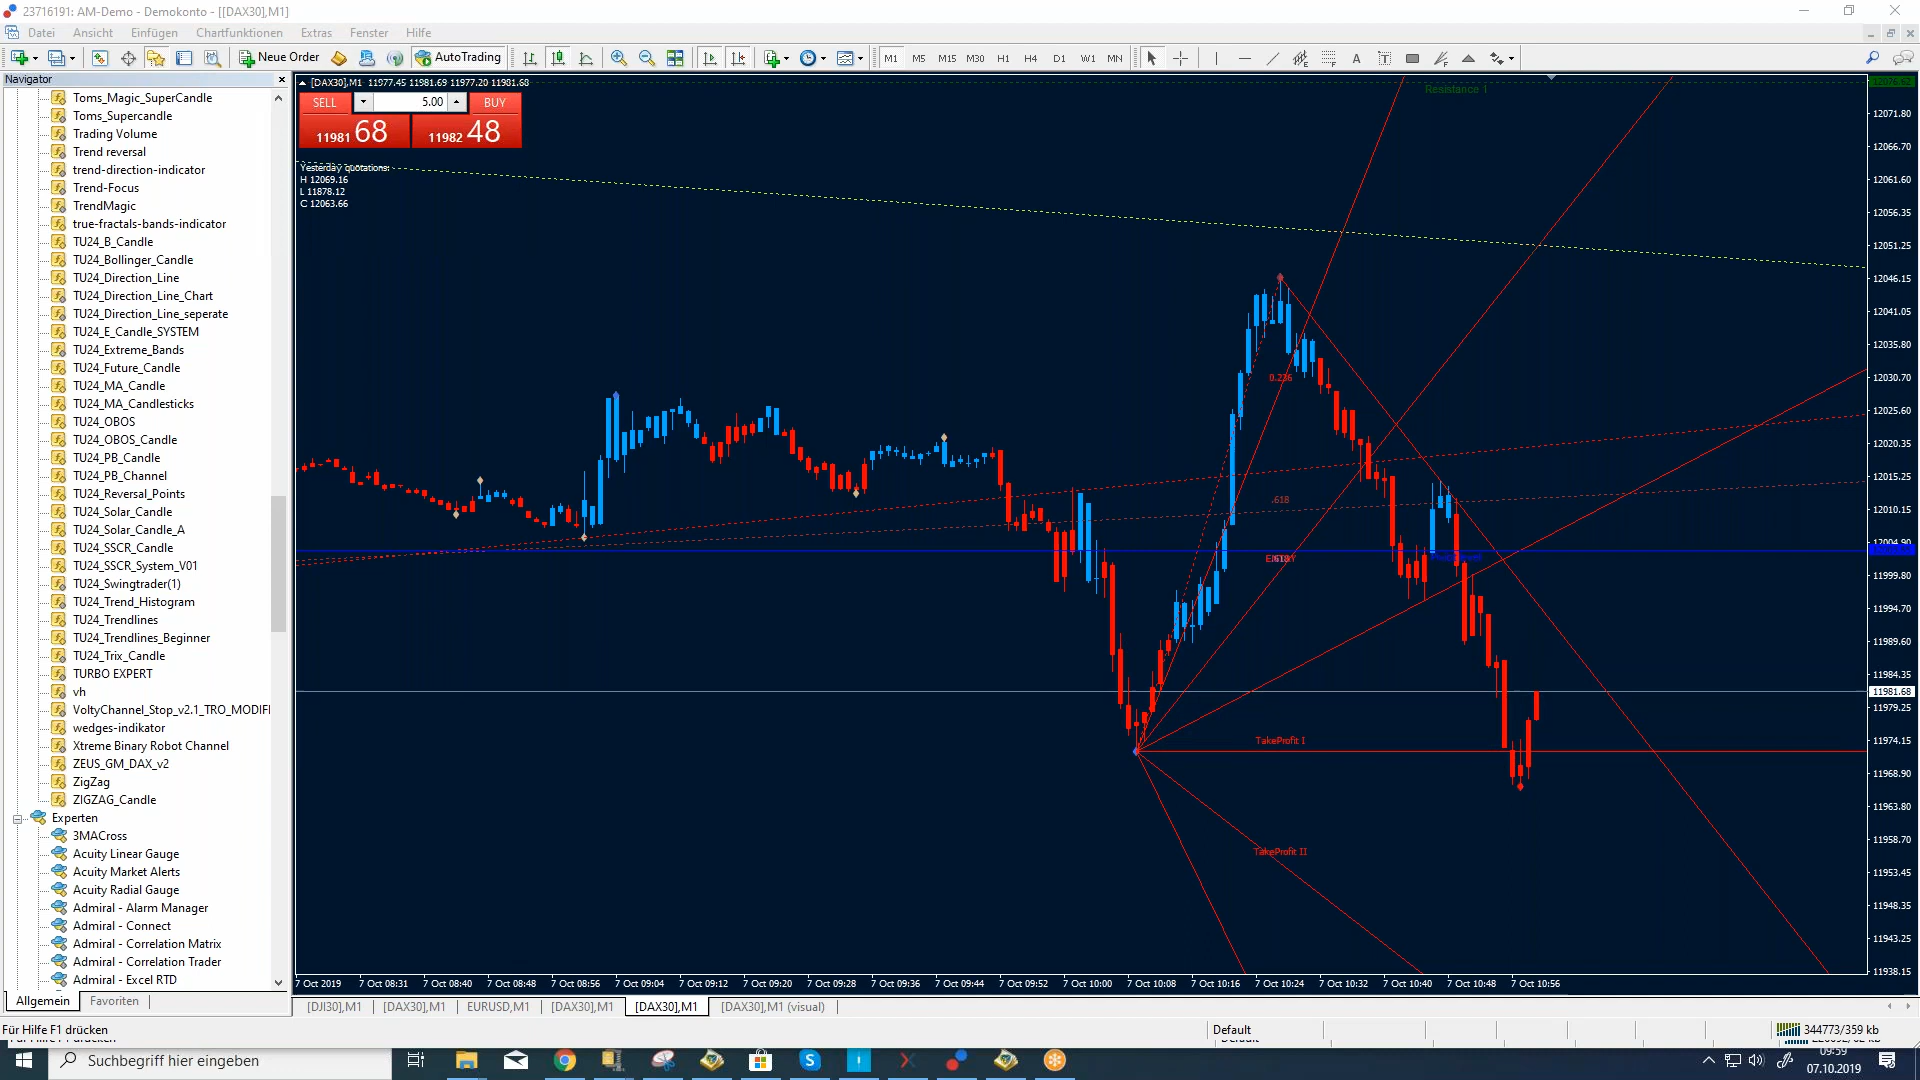 23716191: AM-Demo - Demokonto - [[DAX30],M1]
Datei Ansicht Einfügen Chartfunktionen Extras Fenster Hilfe
Neue Order AutoTrading M1 M5 M15 M30 H1 H4 D1 W1 MN
Navigator
Toms_Magic_SuperCandle
Toms_Supercandle
Trading Volume
Trend reversal
trend-direction-indicator
Trend-Focus
TrendMagic
true-fractals-bands-indicator
TU24_B_Candle
TU24_Bollinger_Candle
TU24_Direction_Line
TU24_Direction_Line_Chart
TU24_Direction_Line_seperate
TU24_E_Candle_SYSTEM
TU24_Extreme_Bands
TU24_Future_Candle
TU24_MA_Candle
TU24_MA_Candlesticks
TU24_OBOS
TU24_OBOS_Candle
TU24_PB_Candle
TU24_PB_Channel
TU24_Reversal_Points
TU24_Solar_Candle
TU24_Solar_Candle_A
TU24_SSCR_Candle
TU24_SSCR_System_V01
TU24_Swingtrader(1)
TU24_Trend_Histogram
TU24_Trendlines
TU24_Trendlines_Beginner
TU24_Trix_Candle
TURBO EXPERT
vh
VoltyChannel_Stop_v2.1_TRO_MODIFI
wedges-indikator
Xtreme Binary Robot Channel
ZEUS_GM_DAX_v2
ZigZag
ZIGZAG_Candle
Experten
3MACross
Acuity Linear Gauge
Acuity Market Alerts
Acuity Radial Gauge
Admiral - Alarm Manager
Admiral - Connect
Admiral - Correlation Matrix
Admiral - Correlation Trader
Admiral - Excel RTD
Allgemein Favoriten
[DAX30],M1 11977.45 11981.69 11977.20 11981.68
SELL 5.00 BUY
11981 68 11982 48
Yesterday quotations:
H 12069.16
L 11878.12
C 12063.66
Resistance 1
0.236
.618
TakeProfit I
TakeProfit II
12076.62
12071.80
12066.70
12061.60
12056.35
12051.25
12046.15
12041.05
12035.80
12030.70
12025.60
12020.35
12015.25
12010.15
12004.90
11999.80
11994.70
11989.60
11984.35
11981.68
11979.25
11974.15
11968.90
11963.80
11958.70
11953.45
11948.35
11943.25
11938.15
7 Oct 2019 7 Oct 08:31 7 Oct 08:40 7 Oct 08:48 7 Oct 08:56 7 Oct 09:04 7 Oct 09:12 7 Oct 09:20 7 Oct 09:28 7 Oct 09:36 7 Oct 09:44 7 Oct 09:52 7 Oct 10:00 7 Oct 10:08 7 Oct 10:16 7 Oct 10:24 7 Oct 10:32 7 Oct 10:40 7 Oct 10:48 7 Oct 10:56
[DJI30],M1 [DAX30],M1 EURUSD,M1 [DAX30],M1 [DAX30],M1 [DAX30],M1 (visual)
Für Hilfe F1 drücken Default 344773/359 kb
Suchbegriff hier eingeben
09:59
07.10.2019